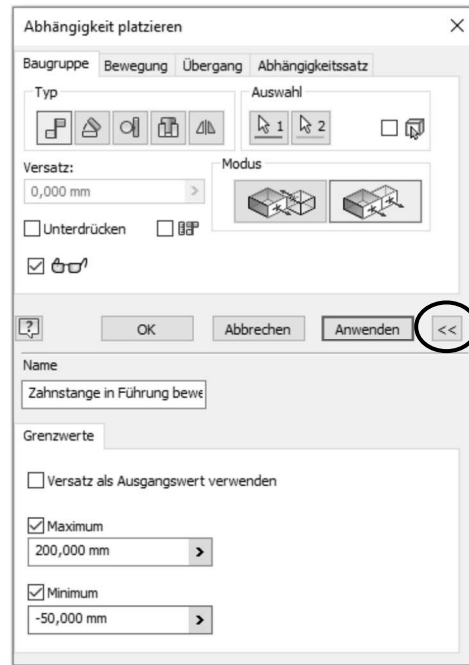 Abhängigkeit platzieren
Baugruppe Bewegung Übergang Abhängigkeitssatz
Typ Auswahl
1 2
Versatz: Modus
0,000 mm >
Unterdrücken
? OK Abbrechen Anwenden <<
Name
Zahnstange in Führung bewe
Grenzwerte
Versatz als Ausgangswert verwenden
Maximum
200,000 mm >
Minimum
-50,000 mm >